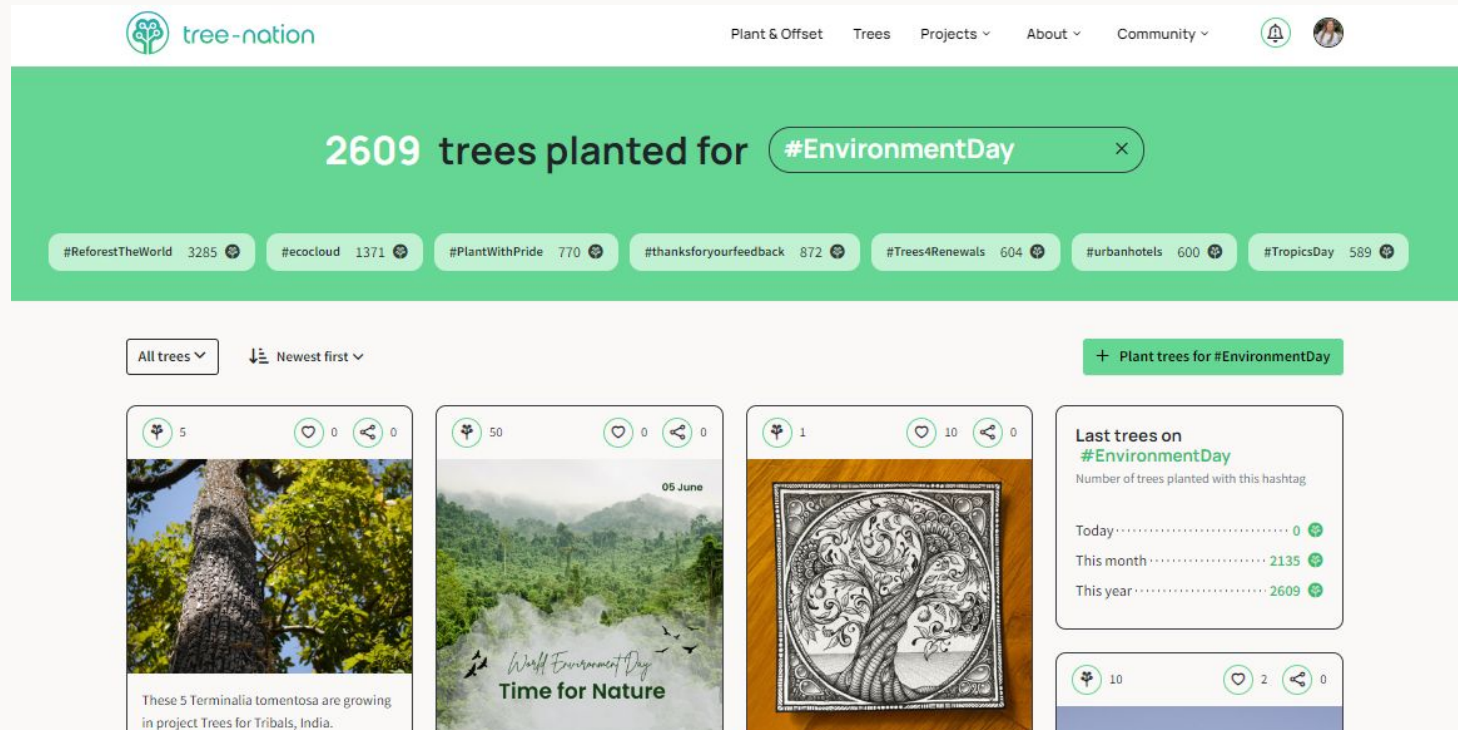 tree-nation
Plant & Offset Trees Projects About Community
2609 trees planted for #EnvironmentDay
#ReforestTheWorld 3285 #ecocloud 1371 #PlantWithPride 770 #thanksforyourfeedback 872 #Trees4Renewals 604 #urbanhotels 600 #TropicsDay 589
All trees Newest first + Plant trees for #EnvironmentDay
5 0 0
These 5 Terminalia tomentosa are growing
in project Trees for Tribals, India.
50 0 0
05 June
World Environment Day
Time for Nature
1 10 0
Last trees on
#EnvironmentDay
Number of trees planted with this hashtag
Today 0
This month 2135
This year 2609
10 2 0